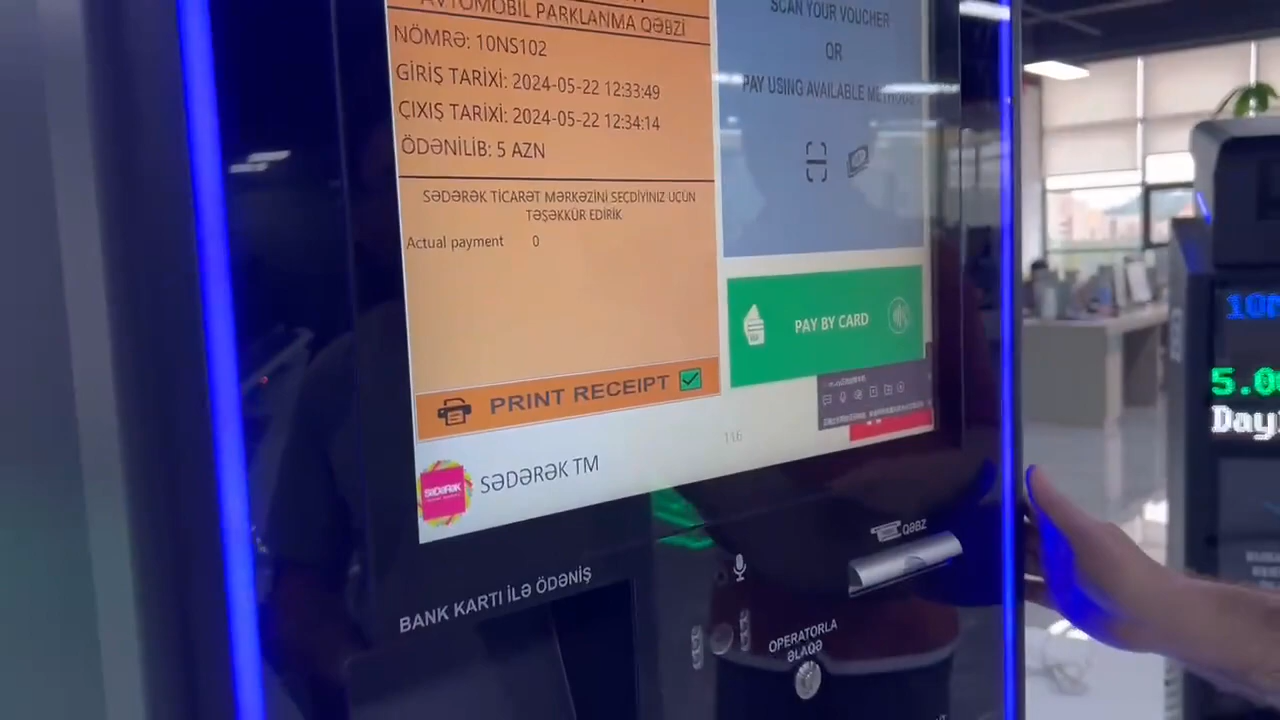 AVTOMOBİL PARKLANMA QƏBZİ
NÖMRƏ: 10NS102
GİRİŞ TARİXİ: 2024-05-22 12:33:49
ÇIXIŞ TARİXİ: 2024-05-22 12:34:14
ÖDƏNİLİB: 5 AZN
SƏDƏRƏK TİCARƏT MƏRKƏZİNİ SEÇDİYİNİZ ÜÇÜN
TƏŞƏKKÜR EDİRİK
Actual payment 0
PRINT RECEIPT
SƏDƏRƏK
SƏDƏRƏK TM
SCAN YOUR VOUCHER
OR
PAY USING AVAILABLE METHODS
PAY BY CARD
116
BANK KARTI İLƏ ÖDƏNİŞ
QƏBZ
OPERATORLA
ƏLAQƏ
5.0
Day